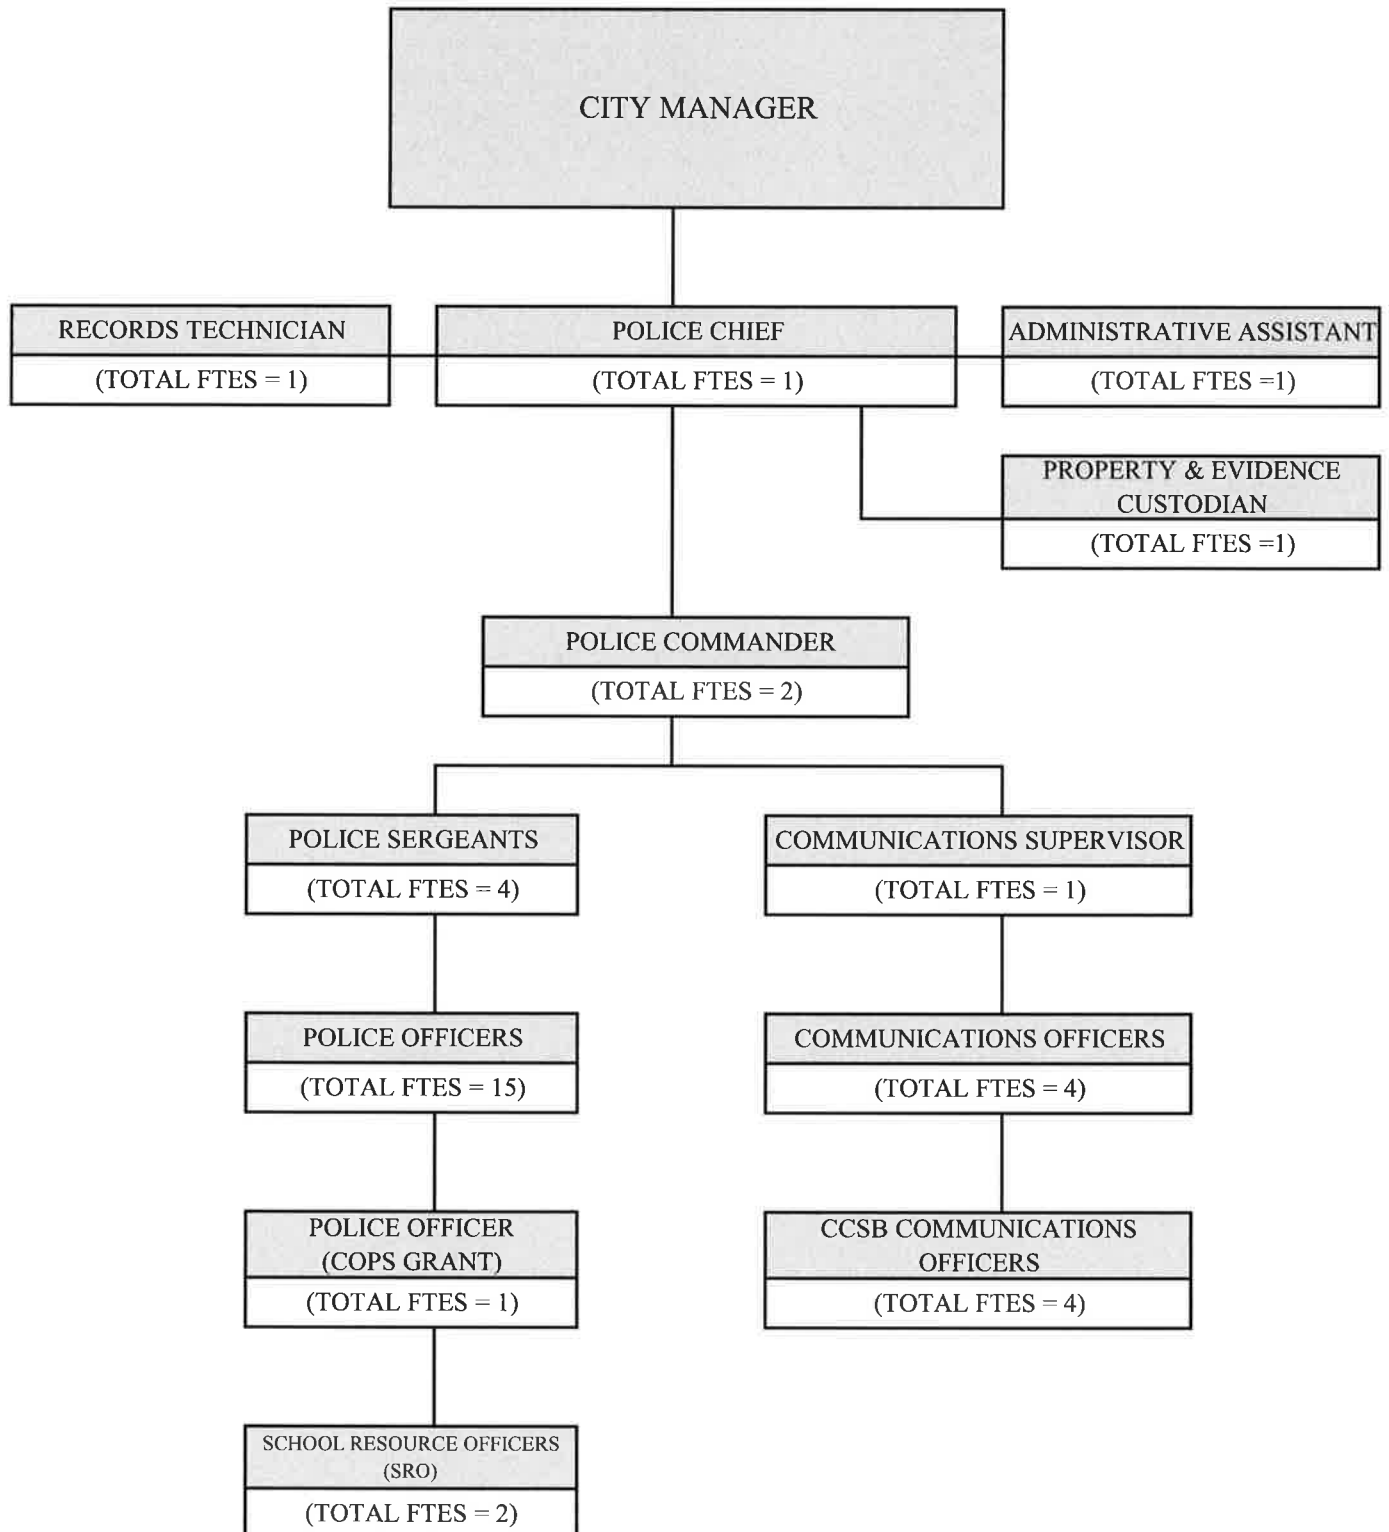 CITY MANAGER
RECORDS TECHNICIAN
(TOTAL FTES = 1)
POLICE CHIEF
(TOTAL FTES = 1)
ADMINISTRATIVE ASSISTANT
(TOTAL FTES =1)
PROPERTY & EVIDENCE
CUSTODIAN
(TOTAL FTES =1)
POLICE COMMANDER
(TOTAL FTES = 2)
POLICE SERGEANTS
(TOTAL FTES = 4)
POLICE OFFICERS
(TOTAL FTES = 15)
POLICE OFFICER
(COPS GRANT)
(TOTAL FTES = 1)
SCHOOL RESOURCE OFFICERS
(SRO)
(TOTAL FTES = 2)
COMMUNICATIONS SUPERVISOR
(TOTAL FTES = 1)
COMMUNICATIONS OFFICERS
(TOTAL FTES = 4)
CCSB COMMUNICATIONS
OFFICERS
(TOTAL FTES = 4)